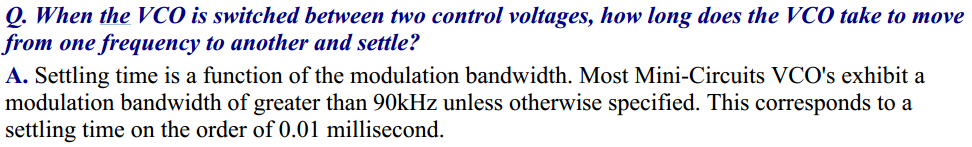 Q. When the VCO is switched between two control voltages, how long does the VCO take to move
from one frequency to another and settle?
A. Settling time is a function of the modulation bandwidth. Most Mini-Circuits VCO's exhibit a
modulation bandwidth of greater than 90kHz unless otherwise specified. This corresponds to a
settling time on the order of 0.01 millisecond.